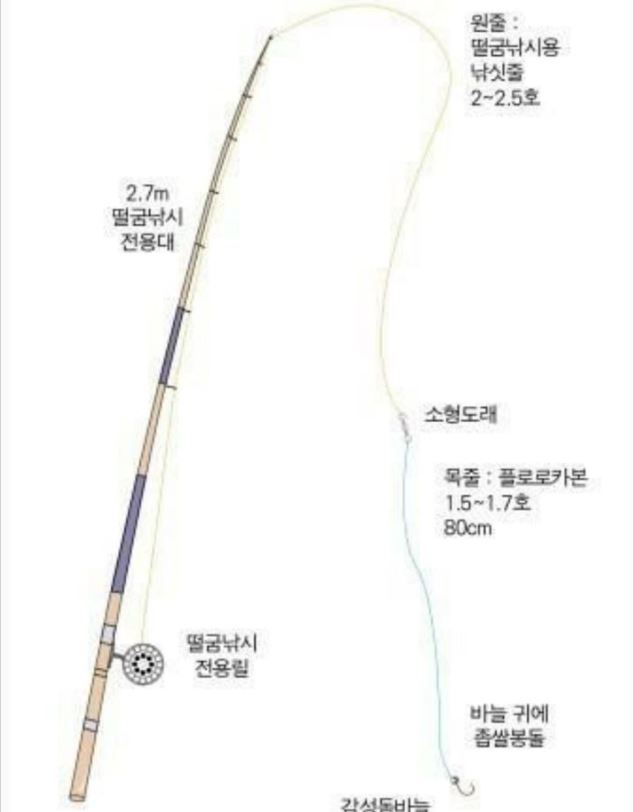 원줄 :
떨굼낚시용
낚싯줄
2~2.5호
2.7m
떨굼낚시
전용대
소형도래
목줄 : 플로로카본
1.5~1.7호
80cm
떨굼낚시
전용릴
바늘 귀에
좁쌀봉돌
감성돔바늘